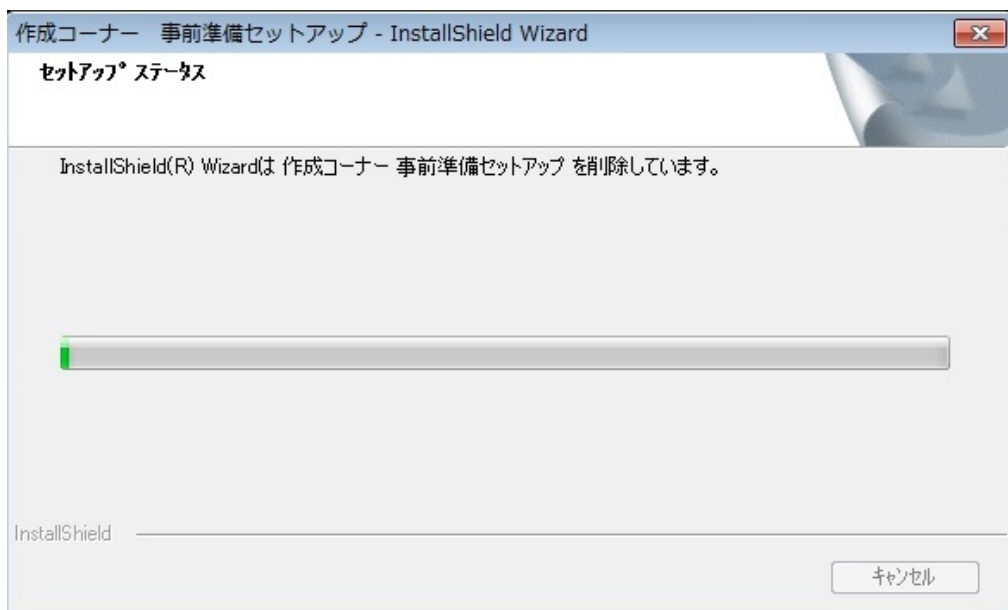 作成コーナー　事前準備セットアップ - InstallShield Wizard
ｾｯﾄｱｯﾌﾟ ｽﾃｰﾀｽ
InstallShield(R) Wizardは 作成コーナー 事前準備セットアップ を削除しています。
InstallShield
キャンセル